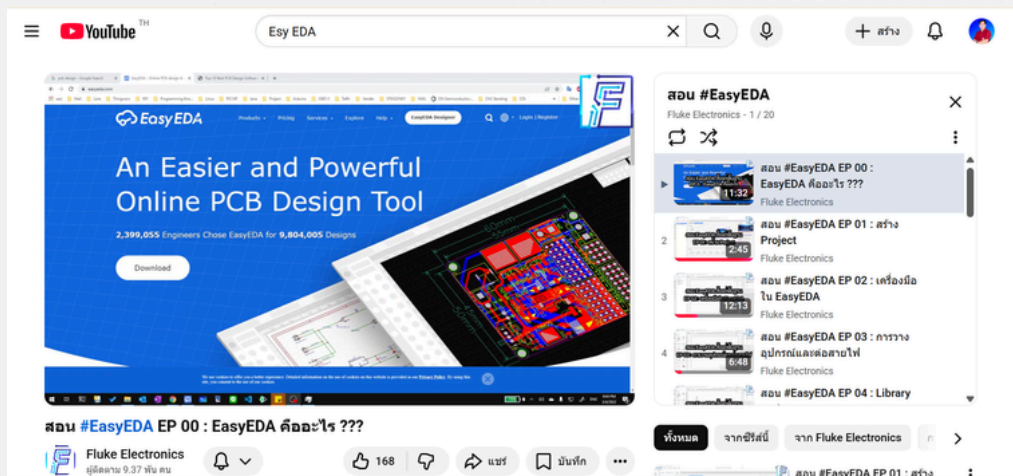 YouTube TH
Esy EDA
สร้าง
EasyEDA
Products
Pricing
Services
Explore
Help
EasyEDA Designer
Login | Register
An Easier and Powerful
Online PCB Design Tool
2,399,055 Engineers Chose EasyEDA for 9,804,005 Designs
Download
สอน #EasyEDA EP 00 : EasyEDA คืออะไร ???
Fluke Electronics
ผู้ติดตาม 9.37 พัน คน
168
แชร์
บันทึก
สอน #EasyEDA
Fluke Electronics - 1 / 20
11:32
สอน #EasyEDA EP 00 :
EasyEDA คืออะไร ???
Fluke Electronics
2
2:45
สอน #EasyEDA EP 01 : สร้าง
Project
Fluke Electronics
3
12:13
สอน #EasyEDA EP 02 : เครื่องมือ
ใน EasyEDA
Fluke Electronics
4
6:48
สอน #EasyEDA EP 03 : การวาง
อุปกรณ์และต่อสายไฟ
Fluke Electronics
สอน #EasyEDA EP 04 : Library
ทั้งหมด
จากซีรีส์นี้
จาก Fluke Electronics
สอน #EasyEDA EP 01 : สร้าง